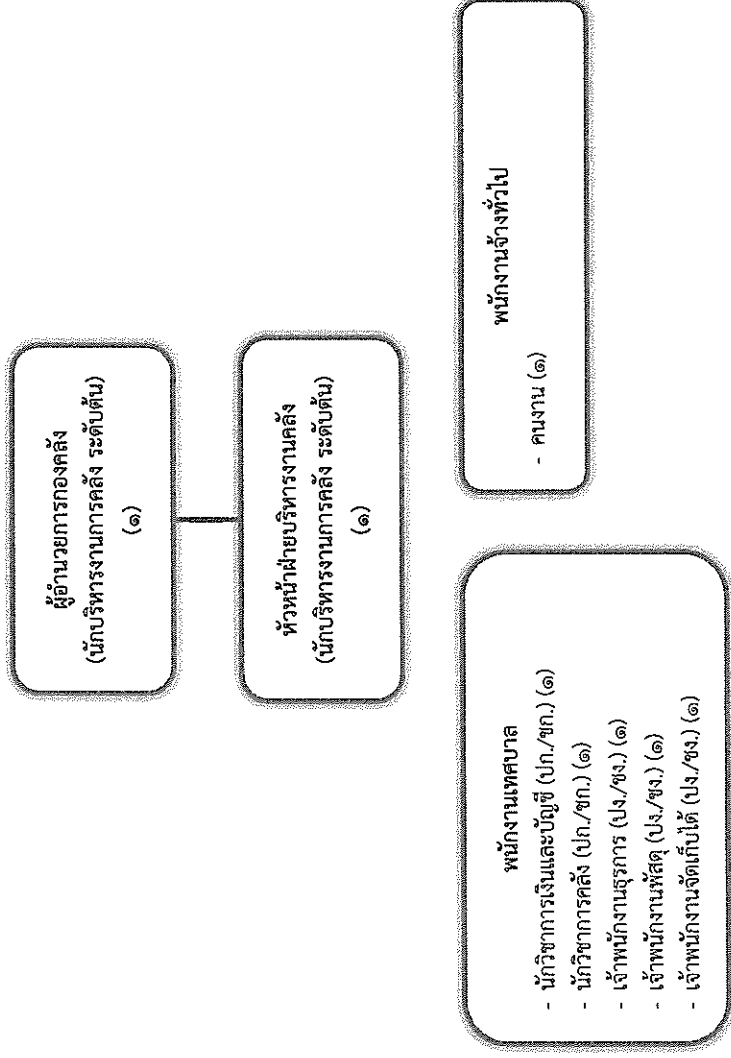 ผู้อำนวยการกองคลัง
(นักบริหารงานการคลัง ระดับต้น)
(๑)
หัวหน้าฝ่ายบริหารงานคลัง
(นักบริหารงานการคลัง ระดับต้น)
(๑)
พนักงานเทศบาล
- นักวิชาการเงินและบัญชี (ปก./ชก.) (๑)
- นักวิชาการคลัง (ปก./ชก.) (๑)
- เจ้าพนักงานธุรการ (ปง./ชง.) (๑)
- เจ้าพนักงานพัสดุ (ปง./ชง.) (๑)
- เจ้าพนักงานจัดเก็บได้ (ปง./ชง.) (๑)
พนักงานจ้างทั่วไป
- คนงาน (๑)